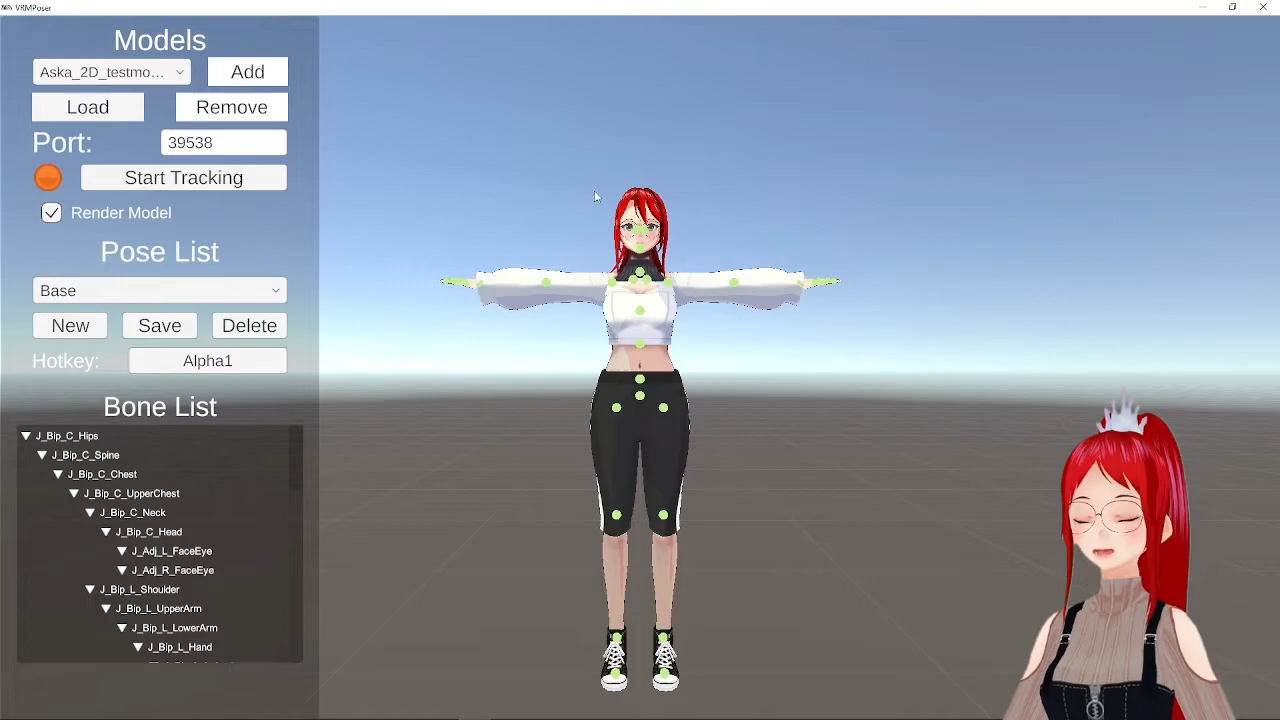 VRMPoser
Models
Aska_2D_testmo...
Add
Load
Remove
Port:
39538
Start Tracking
Render Model
Pose List
Base
New
Save
Delete
Hotkey:
Alpha1
Bone List
J_Bip_C_Hips
J_Bip_C_Spine
J_Bip_C_Chest
J_Bip_C_UpperChest
J_Bip_C_Neck
J_Bip_C_Head
J_Adj_L_FaceEye
J_Adj_R_FaceEye
J_Bip_L_Shoulder
J_Bip_L_UpperArm
J_Bip_L_LowerArm
J_Bip_L_Hand